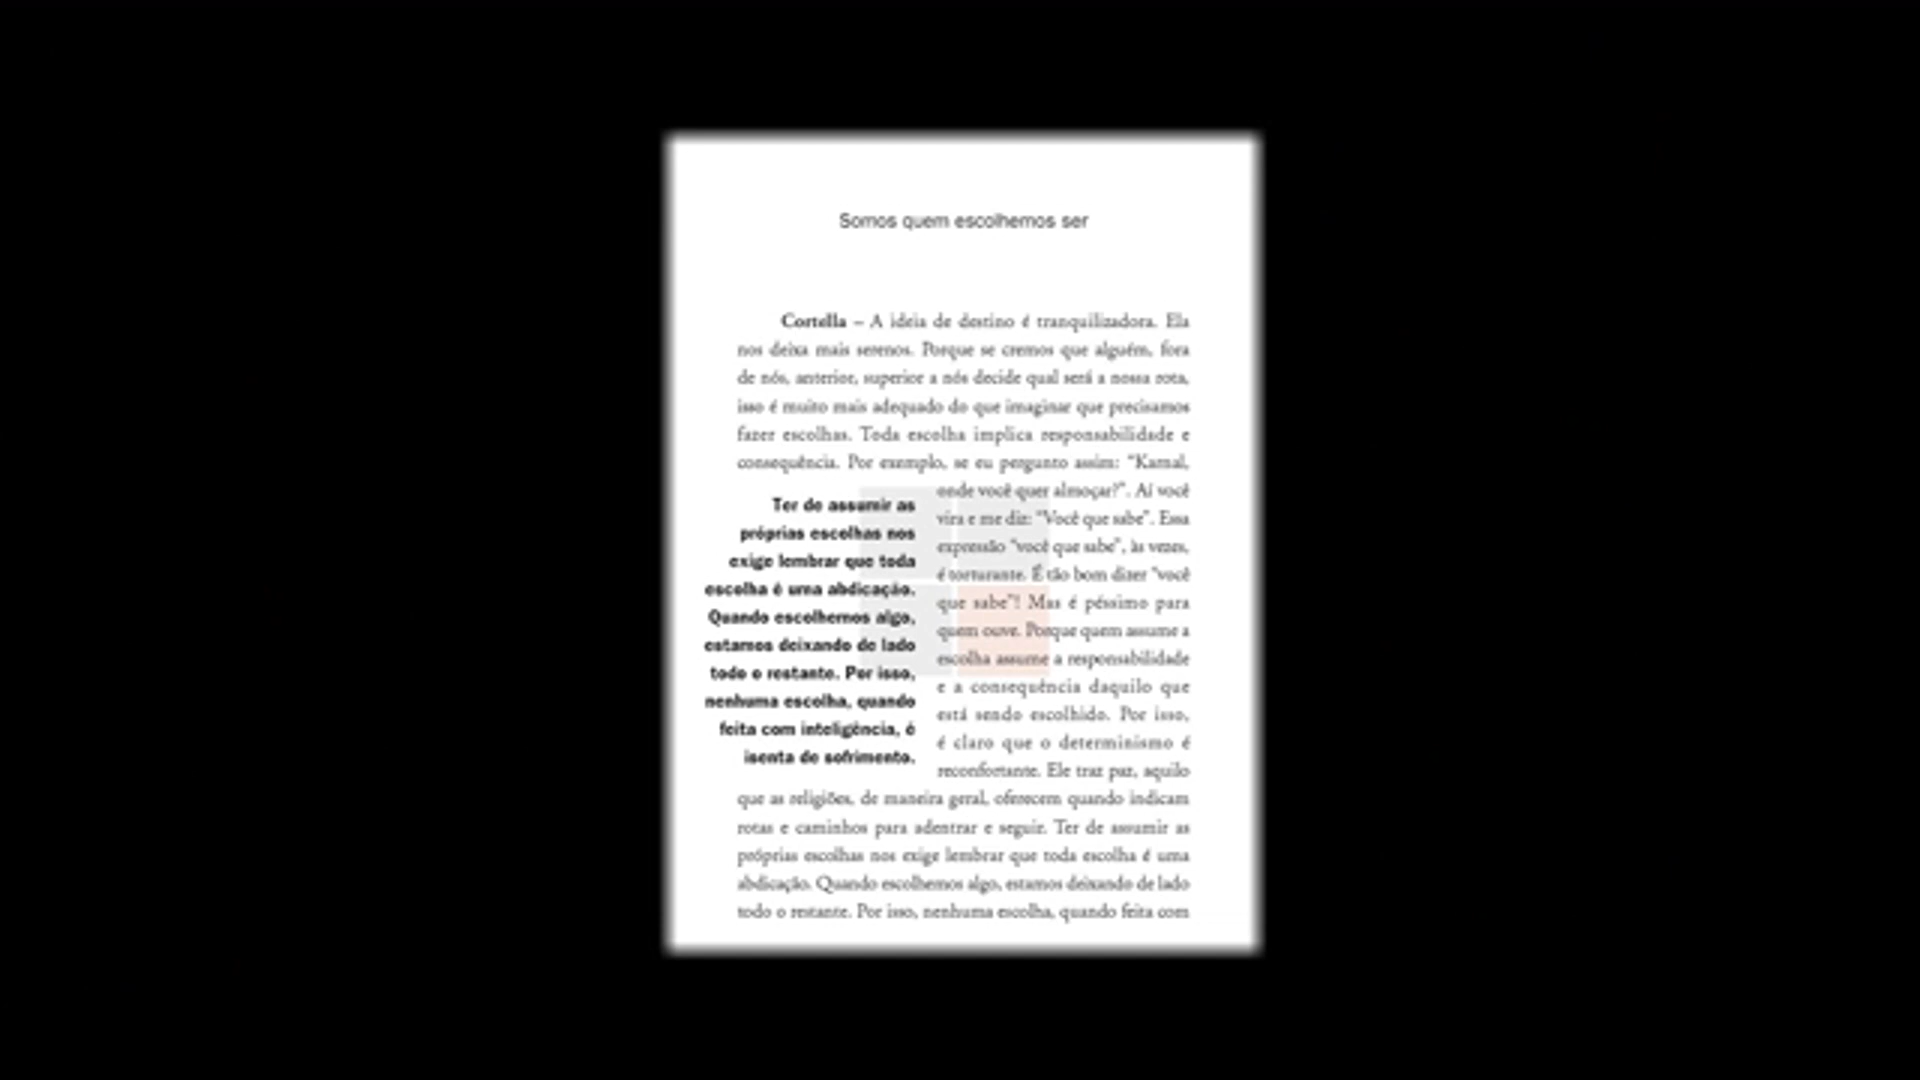 Somos quem escolhemos ser
Cortella – A ideia de destino é tranquilizadora. Ela
nos deixa mais serenos. Porque se cremos que alguém, fora
de nós, anterior, superior a nós decide qual será a nossa rota,
isso é muito mais adequado do que imaginar que precisamos
fazer escolhas. Toda escolha implica responsabilidade e
consequência. Por exemplo, se eu pergunto assim: “Karnal,
onde você quer almoçar?”. Aí você
vira e me diz: “Você que sabe”. Essa
expressão “você que sabe”, às vezes,
é torturante. É tão bom dizer “você
que sabe”! Mas é péssimo para
quem ouve. Porque quem assume a
escolha assume a responsabilidade
e a consequência daquilo que
está sendo escolhido. Por isso,
é claro que o determinismo é
reconfortante. Ele traz paz, aquilo
Ter de assumir as
próprias escolhas nos
exige lembrar que toda
escolha é uma abdicação.
Quando escolhemos algo,
estamos deixando de lado
todo o restante. Por isso,
nenhuma escolha, quando
feita com inteligência, é
isenta de sofrimento.
que as religiões, de maneira geral, oferecem quando indicam
rotas e caminhos para adentrar e seguir. Ter de assumir as
próprias escolhas nos exige lembrar que toda escolha é uma
abdicação. Quando escolhemos algo, estamos deixando de lado
todo o restante. Por isso, nenhuma escolha, quando feita com